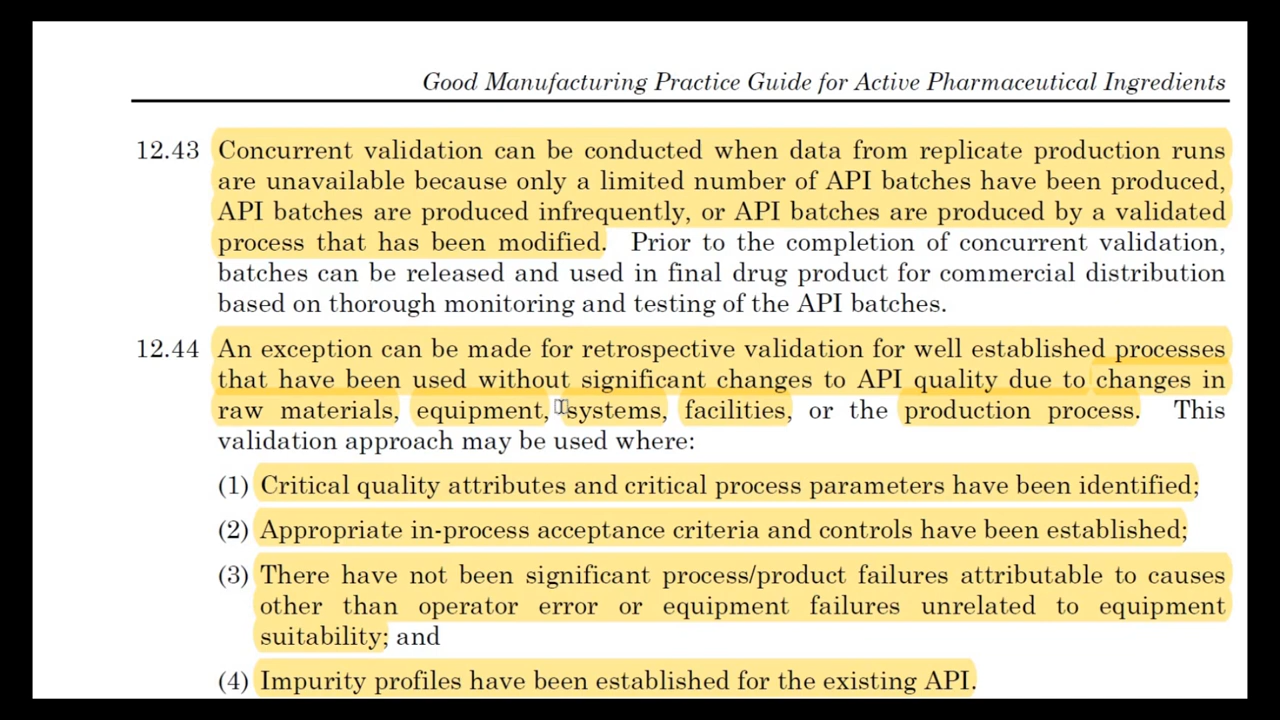 Good Manufacturing Practice Guide for Active Pharmaceutical Ingredients
12.43 Concurrent validation can be conducted when data from replicate production runs
are unavailable because only a limited number of API batches have been produced,
API batches are produced infrequently, or API batches are produced by a validated
process that has been modified. Prior to the completion of concurrent validation,
batches can be released and used in final drug product for commercial distribution
based on thorough monitoring and testing of the API batches.
12.44 An exception can be made for retrospective validation for well established processes
that have been used without significant changes to API quality due to changes in
raw materials, equipment, systems, facilities, or the production process. This
validation approach may be used where:
(1) Critical quality attributes and critical process parameters have been identified;
(2) Appropriate in-process acceptance criteria and controls have been established;
(3) There have not been significant process/product failures attributable to causes
other than operator error or equipment failures unrelated to equipment
suitability; and
(4) Impurity profiles have been established for the existing API.